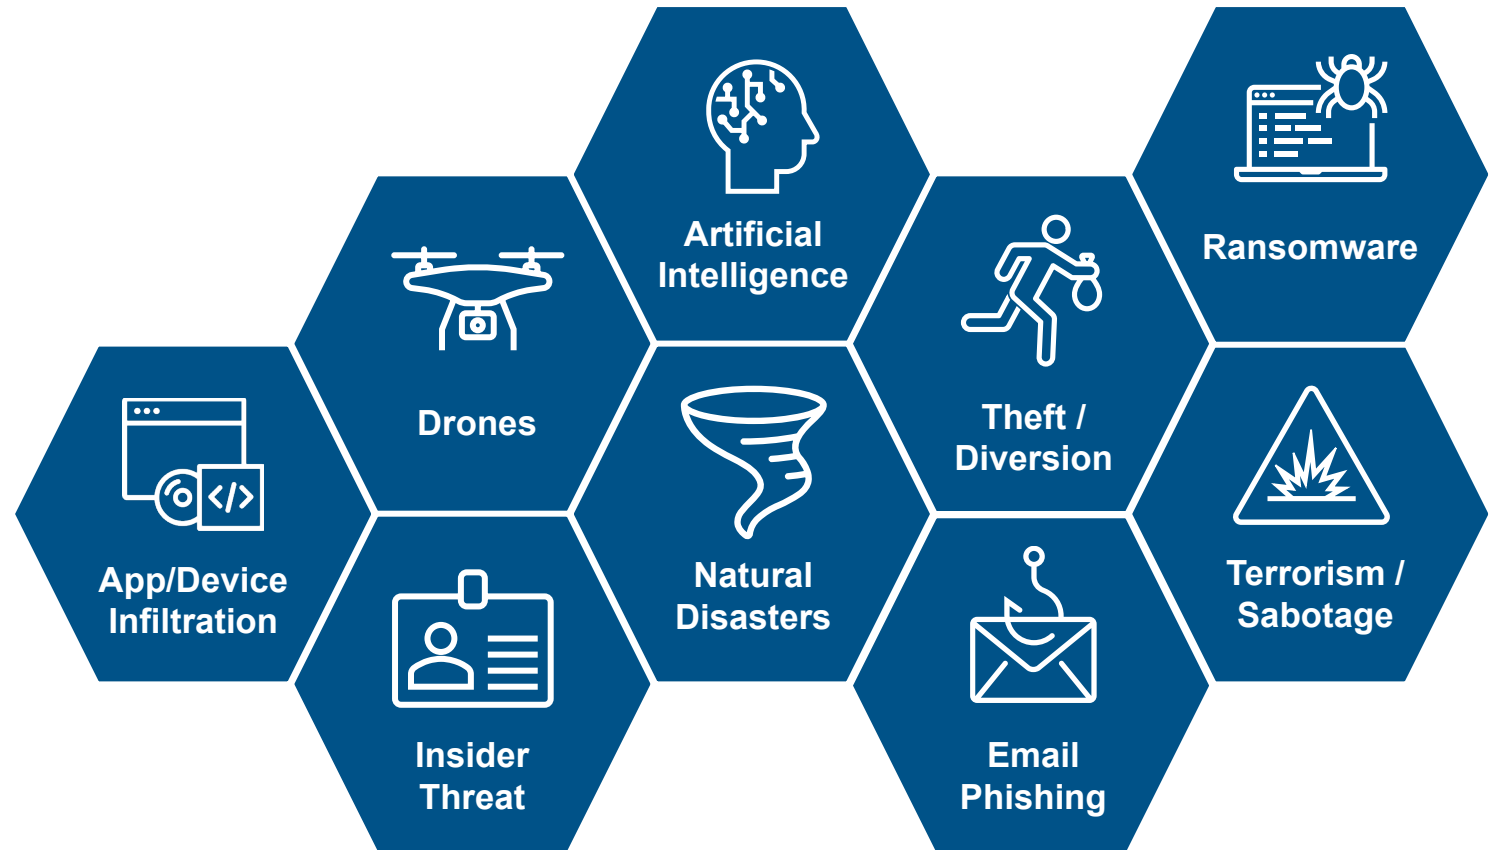 Artificial
Intelligence
Ransomware
Drones
Theft /
Diversion
App/Device
Infiltration
Natural
Disasters
Terrorism /
Sabotage
</>
Insider
Threat
Email
Phishing